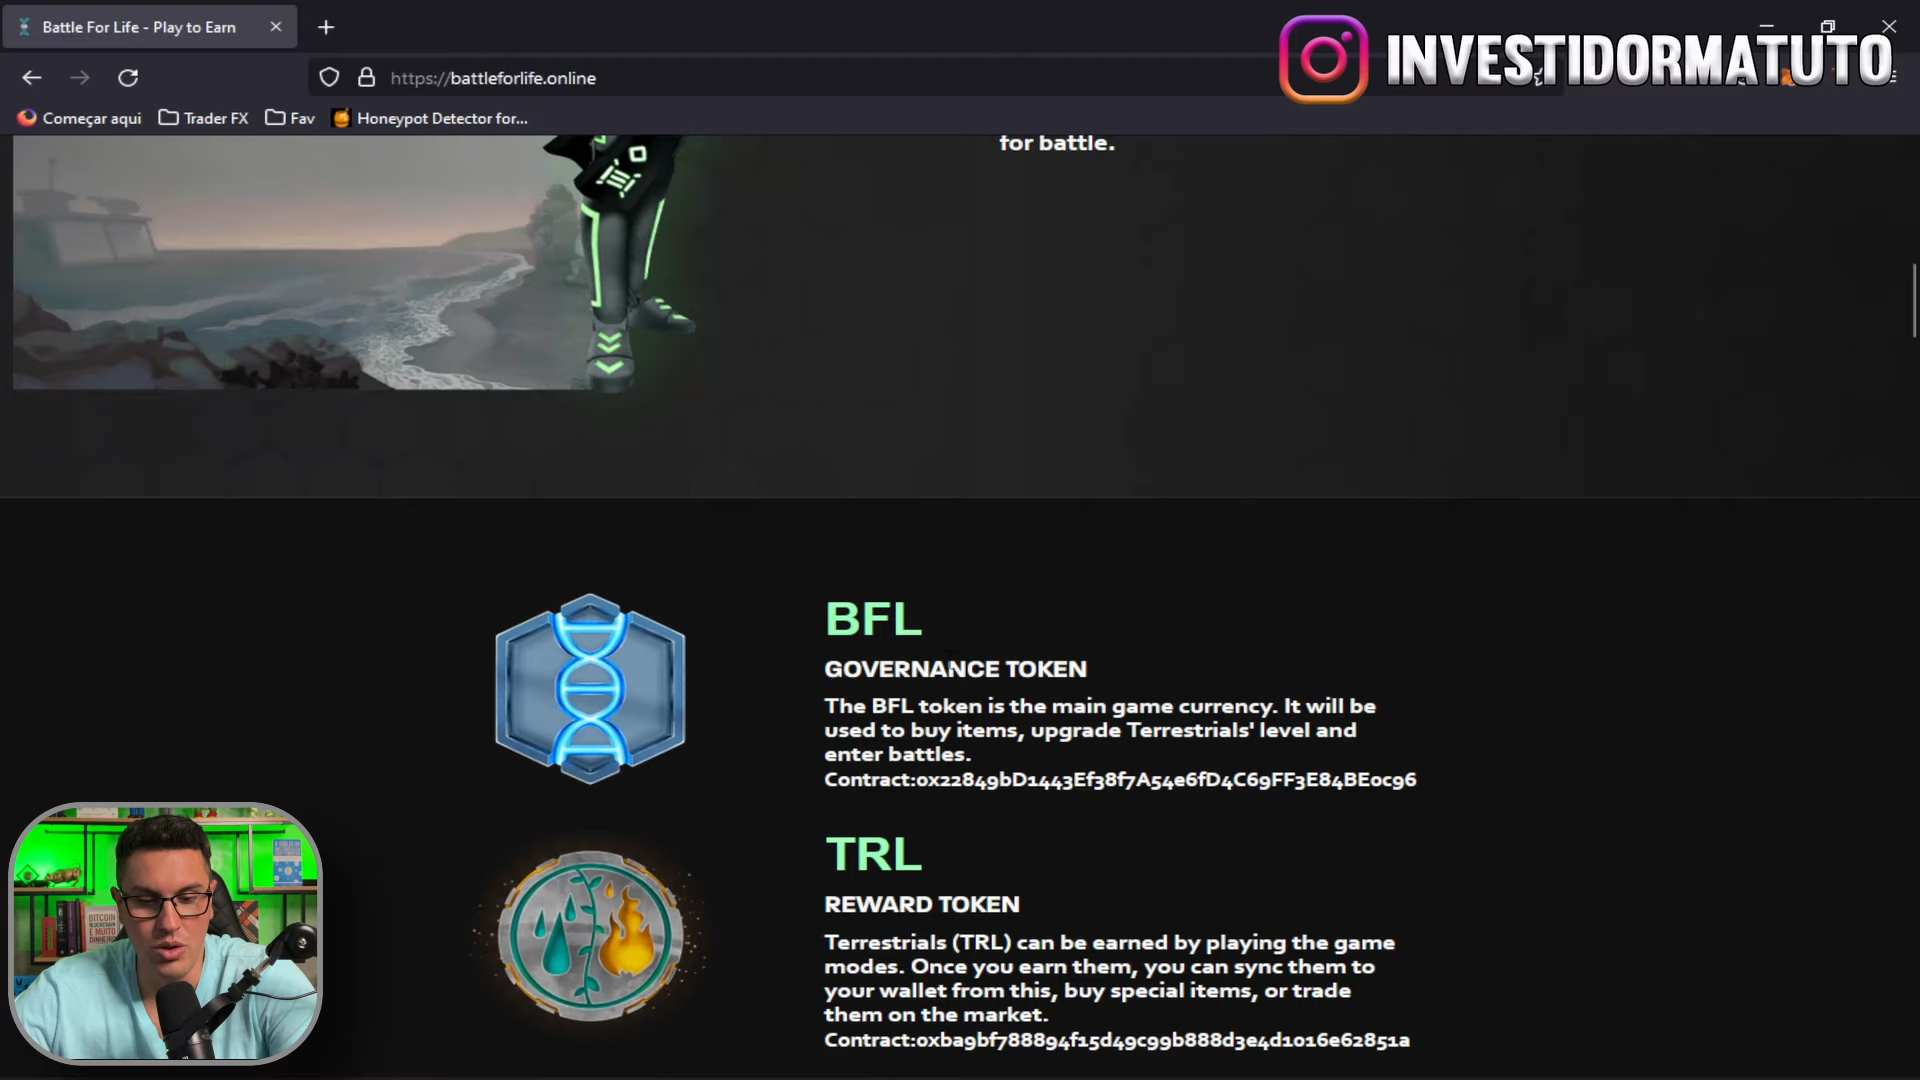 Battle For Life - Play to Earn
INVESTIDORMATUTO
https://battleforlife.online
Começar aqui
Trader FX
Fav
Honeypot Detector for...
for battle.
BFL
GOVERNANCE TOKEN
The BFL token is the main game currency. It will be
used to buy items, upgrade Terrestrials' level and
enter battles.
Contract:0x22849bD1443Ef38f7A54e6fD4C69FF3E84BE0c96
TRL
REWARD TOKEN
Terrestrials (TRL) can be earned by playing the game
modes. Once you earn them, you can sync them to
your wallet from this, buy special items, or trade
them on the market.
Contract:0xba9bf788894f15d49c99b888d3e4d1016e62851a
BITCOIN
BLOCKCHAIN
E MUITO
DINHEIRO